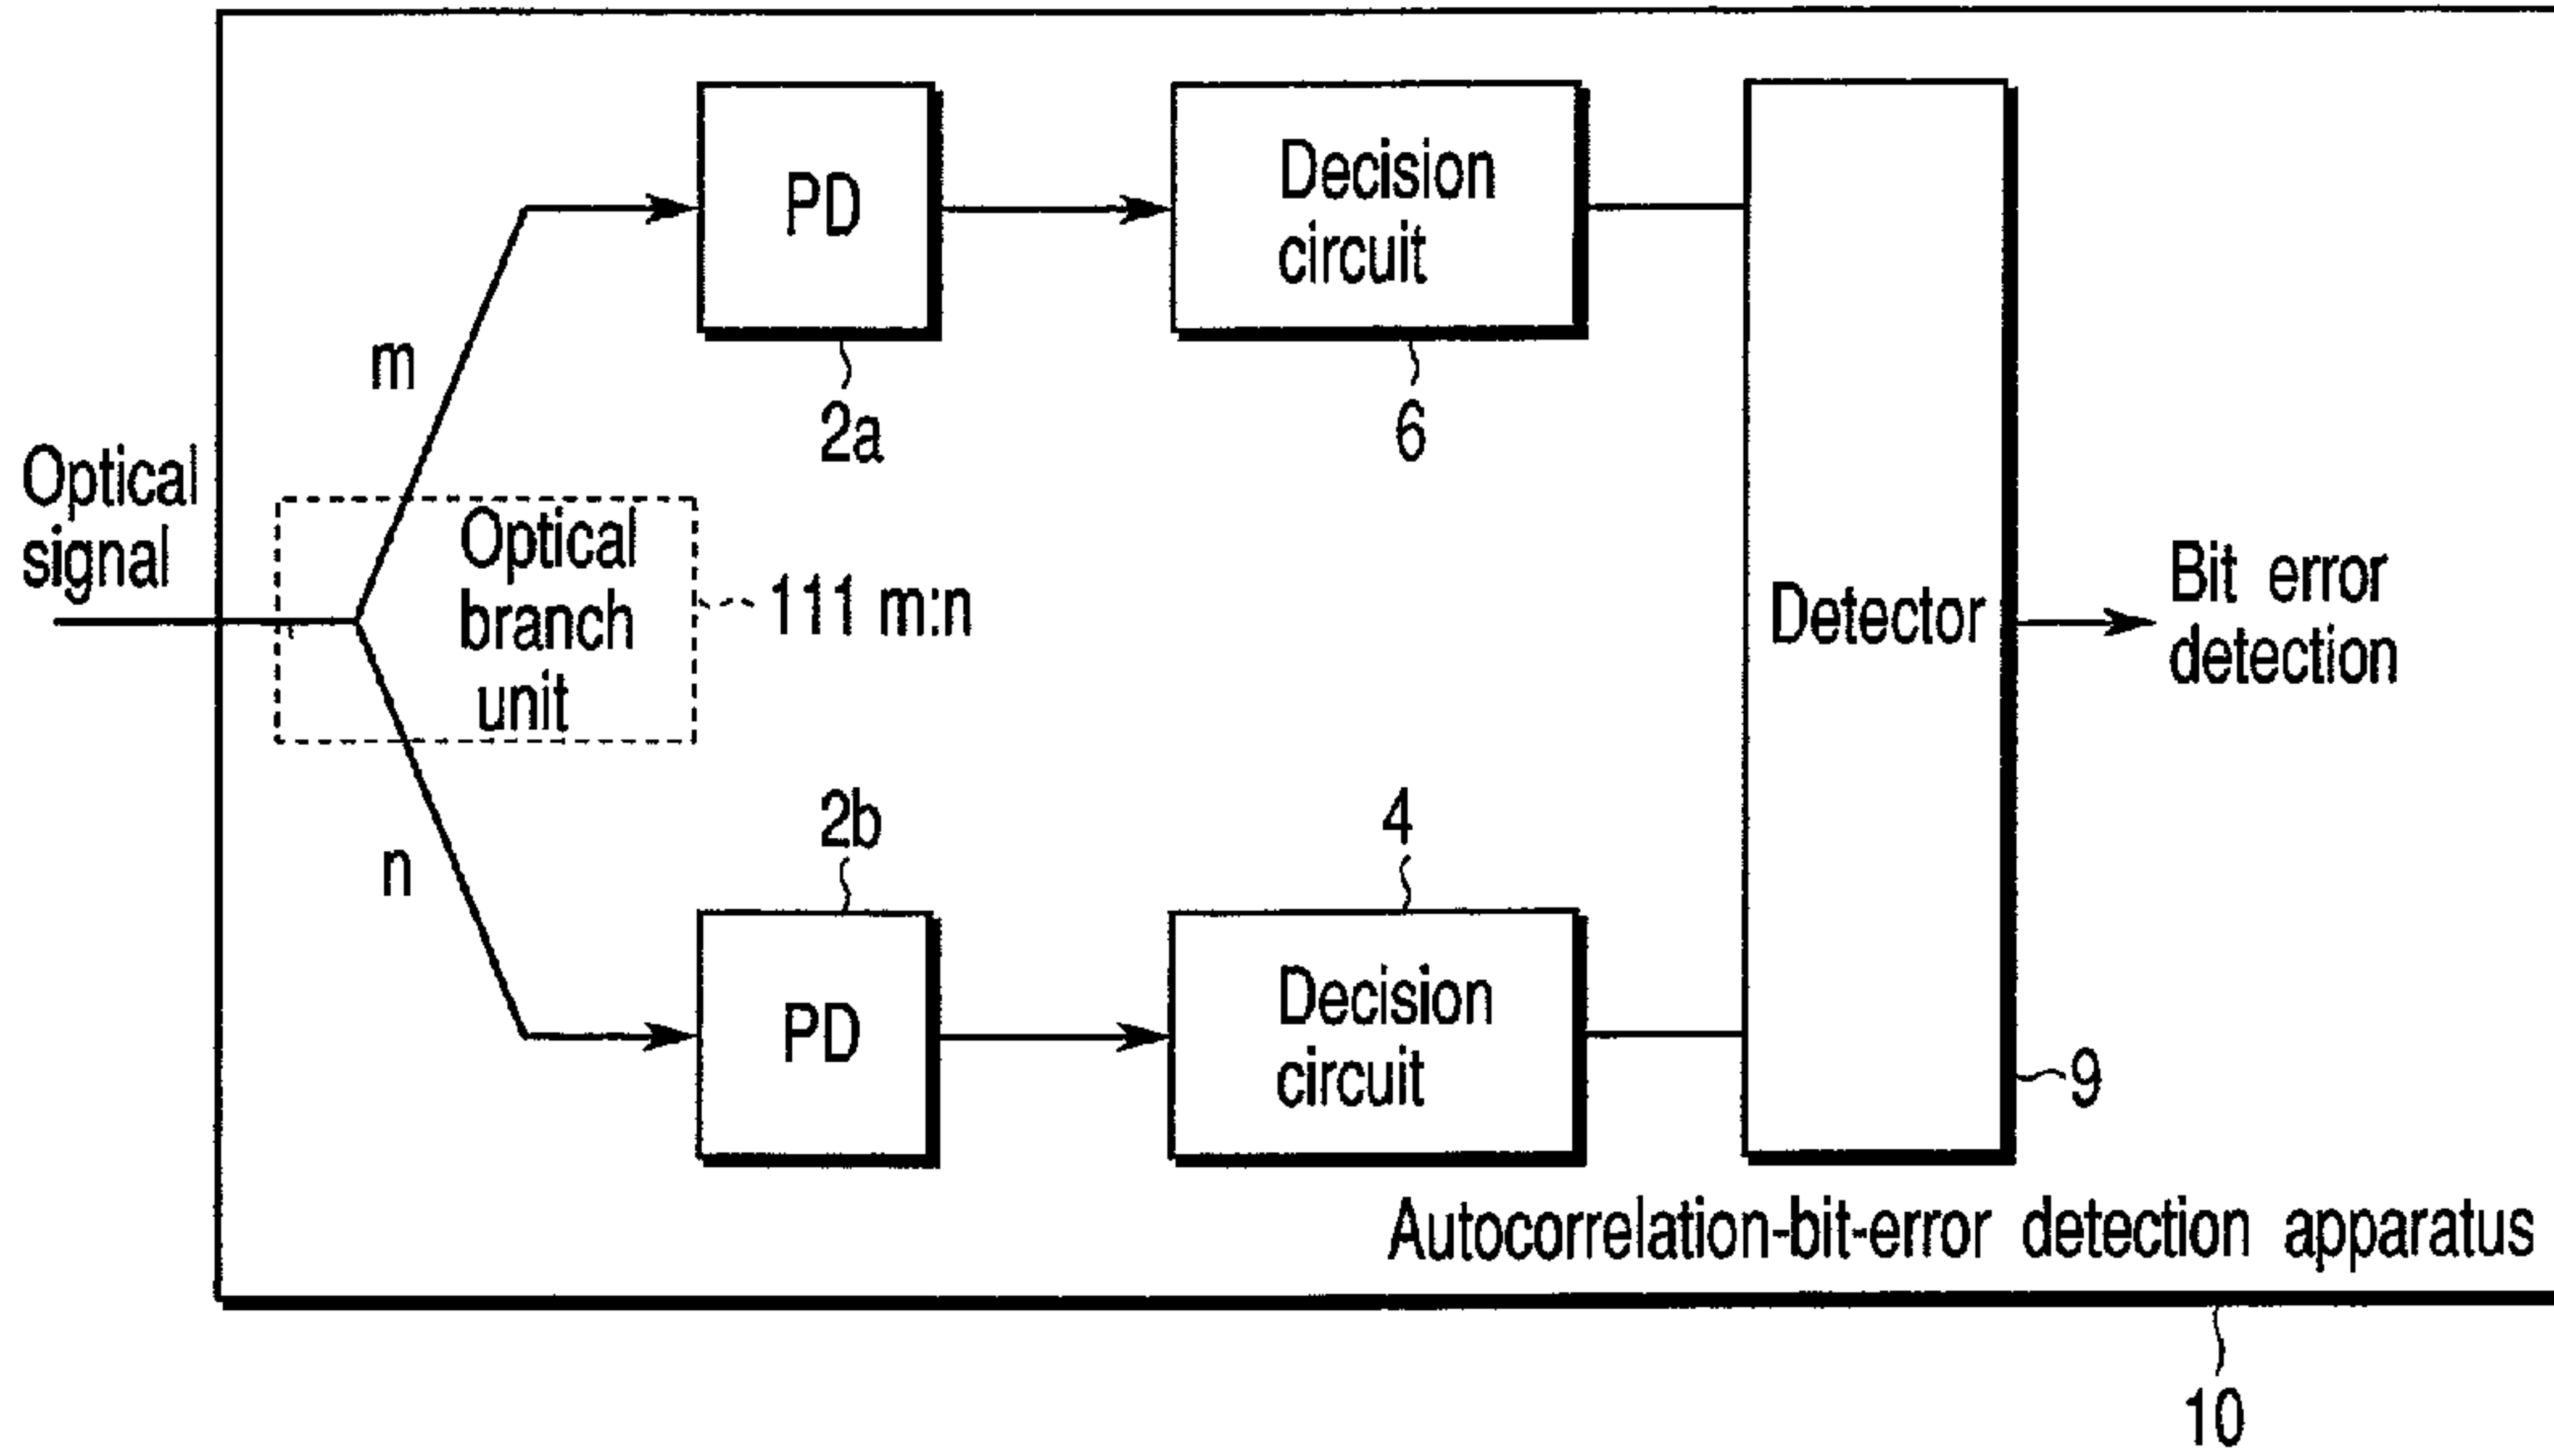 PD
Decision
circuit
m
2a
6
Optical
signal
Optical
branch
unit
111 m:n
Detector
Bit error
detection
n
2b
4
PD
Decision
circuit
9
Autocorrelation-bit-error detection apparatus
10